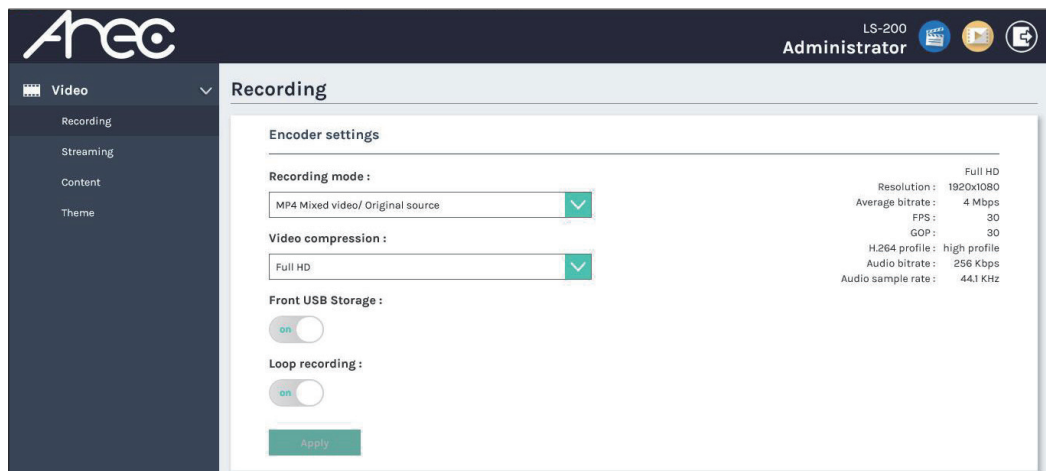 Arec
LS-200
Administrator
Video
Recording
Streaming
Content
Theme
Recording
Encoder settings
Recording mode :
MP4 Mixed video/ Original source
Video compression :
Full HD
Front USB Storage :
on
Loop recording :
on
Apply
Full HD
Resolution : 1920x1080
Average bitrate : 4 Mbps
FPS : 30
GOP : 30
H.264 profile : high profile
Audio bitrate : 256 Kbps
Audio sample rate : 44.1 KHz